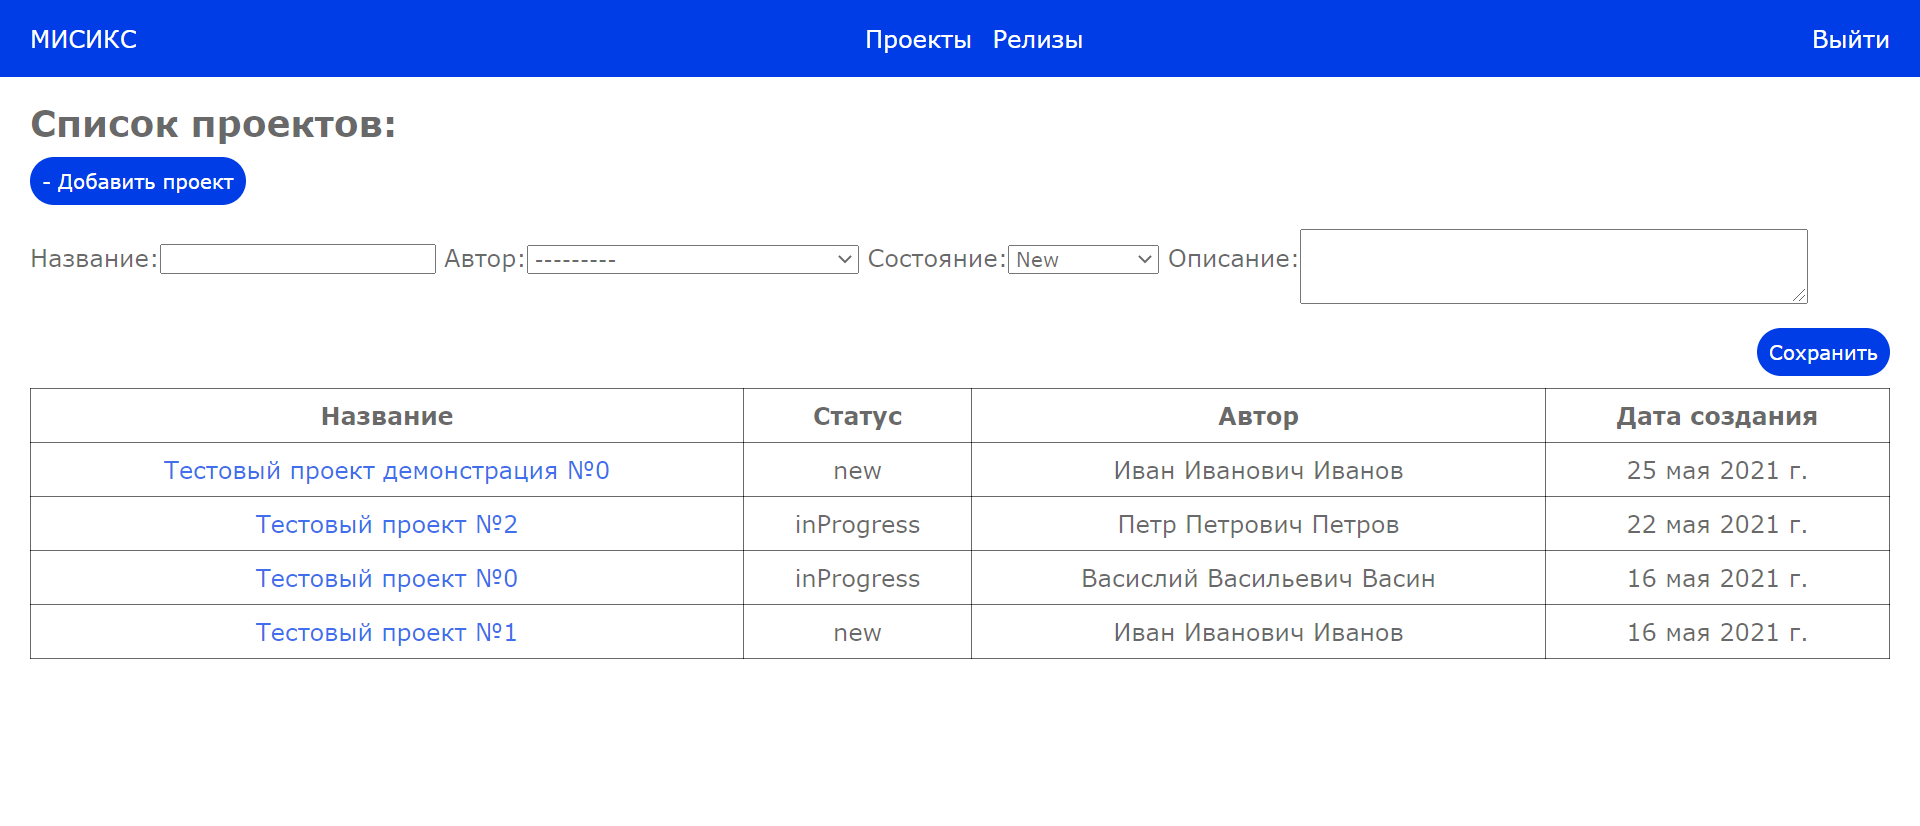 МИСИКС Проекты Релизы Выйти
Список проектов:
- Добавить проект
Название: Автор: --------- Состояние: New Описание:
Сохранить
Название Статус Автор Дата создания
Тестовый проект демонстрация №0 new Иван Иванович Иванов 25 мая 2021 г.
Тестовый проект №2 inProgress Петр Петрович Петров 22 мая 2021 г.
Тестовый проект №0 inProgress Васислий Васильевич Васин 16 мая 2021 г.
Тестовый проект №1 new Иван Иванович Иванов 16 мая 2021 г.